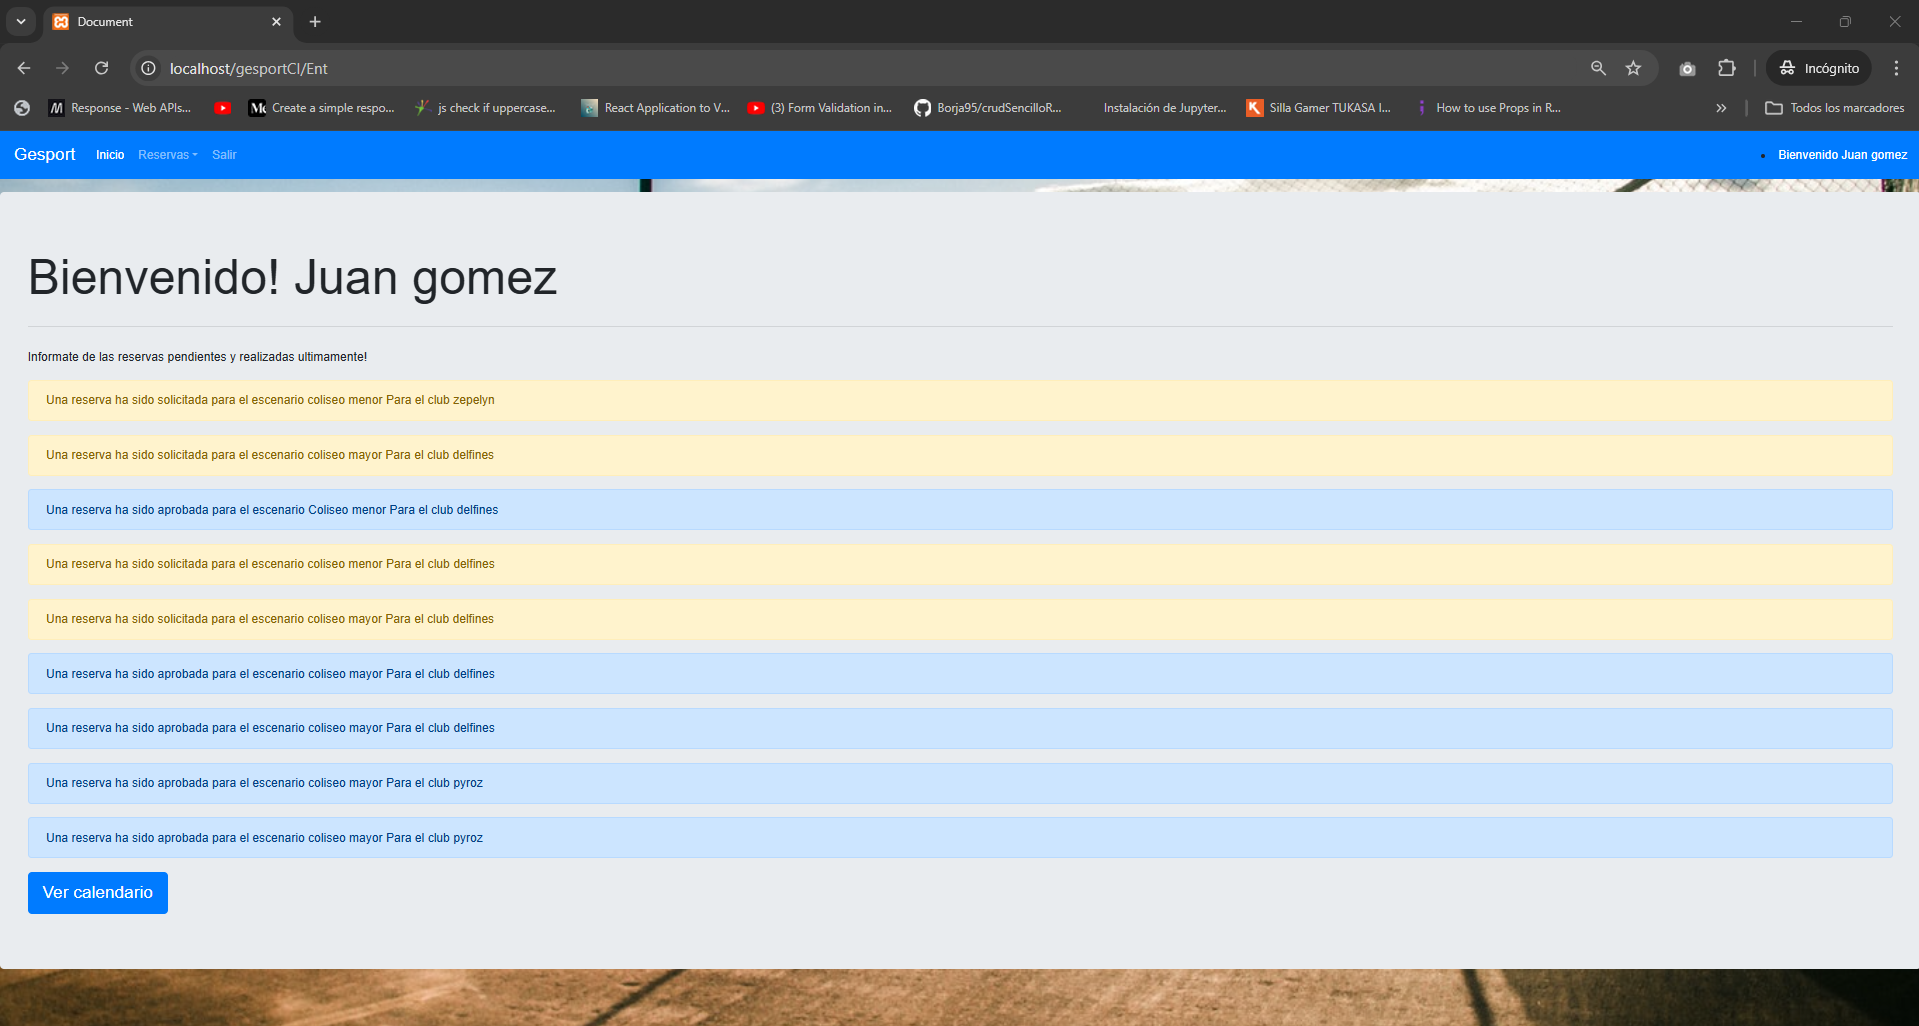 Document
localhost/gesportCI/Ent
Incógnito
Response - Web APIs...
Create a simple respo...
js check if uppercase...
React Application to V...
(3) Form Validation in...
Borja95/crudSencilloR...
Instalación de Jupyter...
Silla Gamer TUKASA I...
How to use Props in R...
Todos los marcadores
Gesport
Inicio
Reservas
Salir
Bienvenido Juan gomez
Bienvenido! Juan gomez
Informate de las reservas pendientes y realizadas ultimamente!
Una reserva ha sido solicitada para el escenario coliseo menor Para el club zepelyn
Una reserva ha sido solicitada para el escenario coliseo mayor Para el club delfines
Una reserva ha sido aprobada para el escenario Coliseo menor Para el club delfines
Una reserva ha sido solicitada para el escenario coliseo menor Para el club delfines
Una reserva ha sido solicitada para el escenario coliseo mayor Para el club delfines
Una reserva ha sido aprobada para el escenario coliseo mayor Para el club delfines
Una reserva ha sido aprobada para el escenario coliseo mayor Para el club delfines
Una reserva ha sido aprobada para el escenario coliseo mayor Para el club pyroz
Una reserva ha sido aprobada para el escenario coliseo mayor Para el club pyroz
Ver calendario